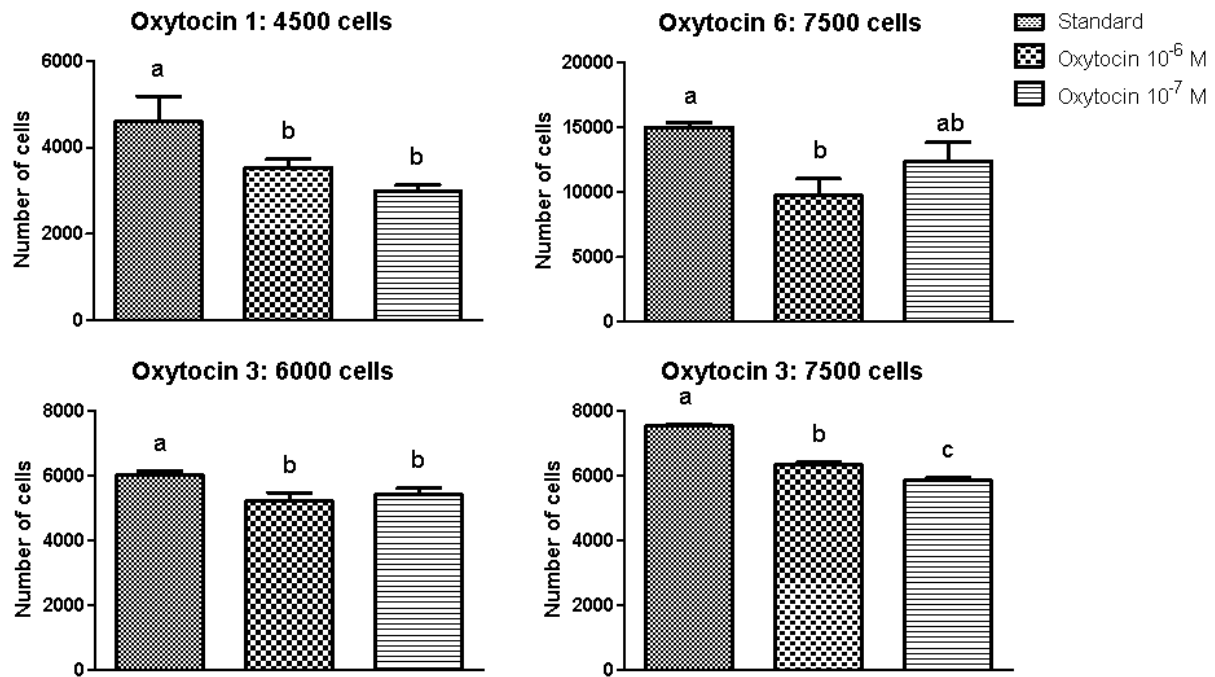 Oxytocin 1: 4500 cells
Number of cells
6000
4000
2000
0
a
b
b
Oxytocin 6: 7500 cells
Number of cells
20000
15000
10000
5000
0
a
b
ab
Standard
Oxytocin 10⁻⁶ M
Oxytocin 10⁻⁷ M
Oxytocin 3: 6000 cells
Number of cells
8000
6000
4000
2000
0
a
b
b
Oxytocin 3: 7500 cells
Number of cells
8000
6000
4000
2000
0
a
b
c